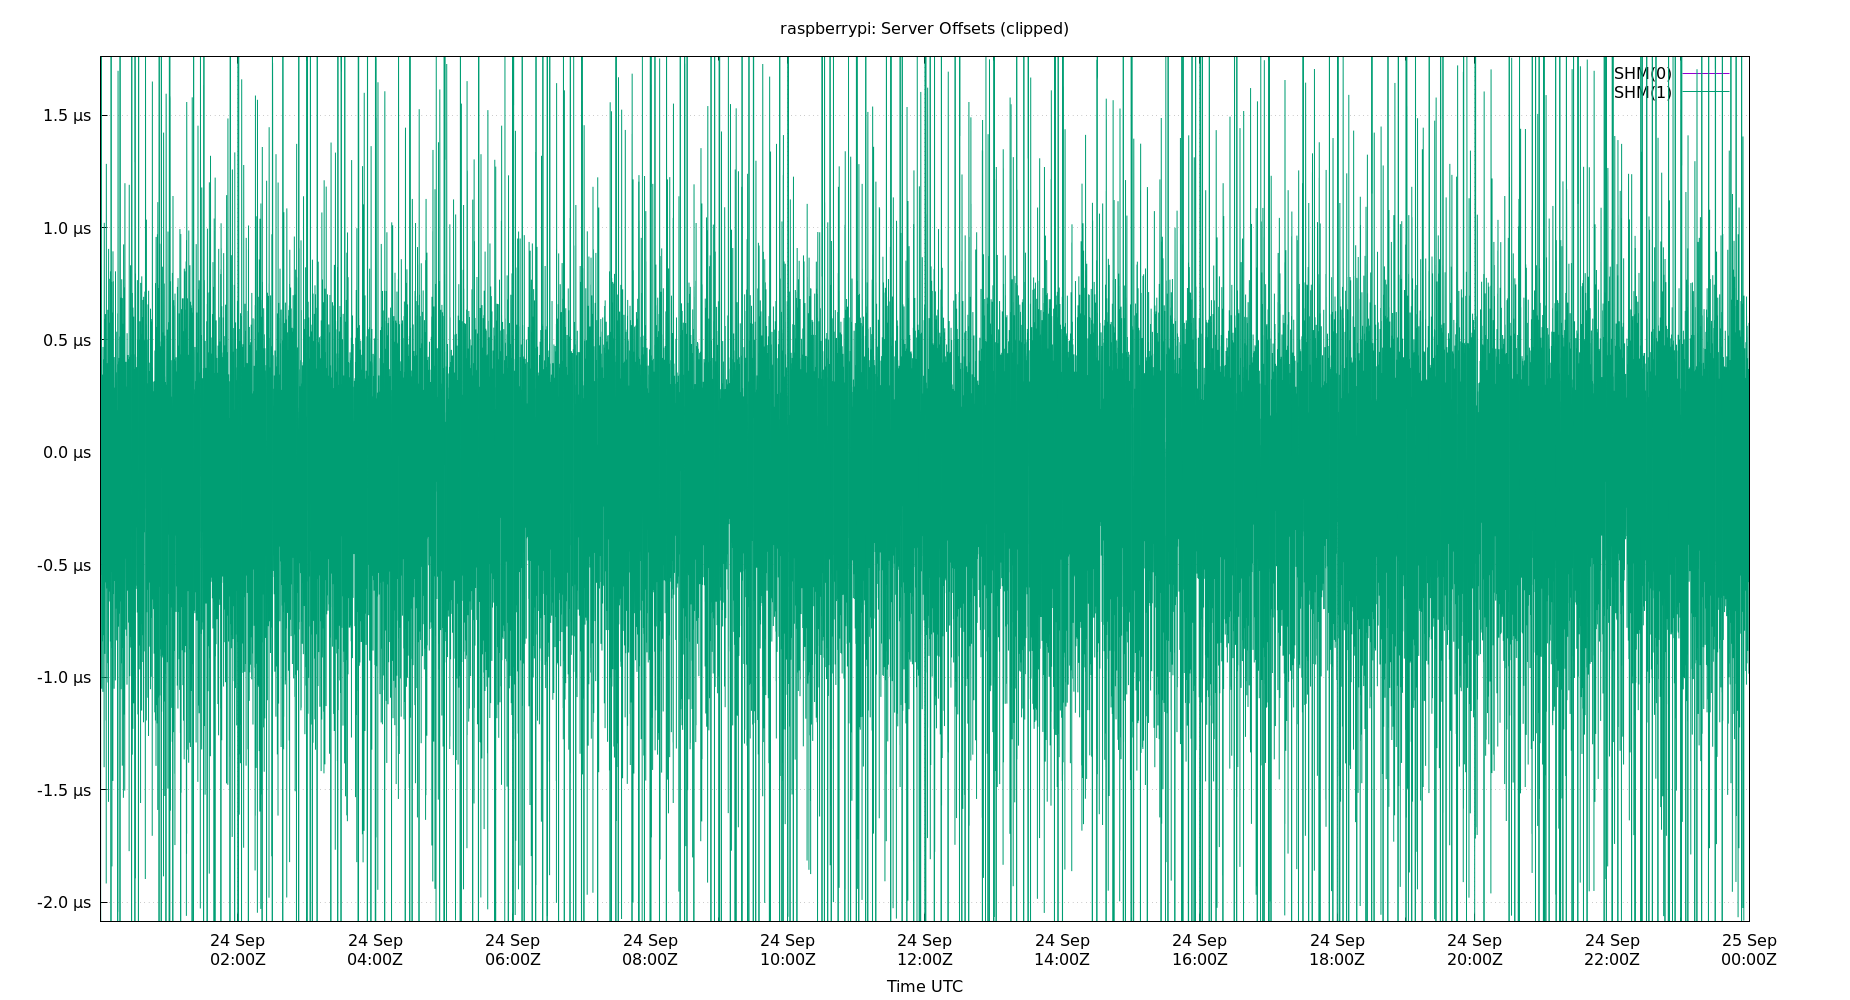 raspberrypi: Server Offsets (clipped)
SHM(0)
SHM(1)
1.5 µs
1.0 µs
0.5 µs
0.0 µs
-0.5 µs
-1.0 µs
-1.5 µs
-2.0 µs
24 Sep 24 Sep 24 Sep 24 Sep 24 Sep 24 Sep 24 Sep 24 Sep 24 Sep 24 Sep 24 Sep 25 Sep
02:00Z 04:00Z 06:00Z 08:00Z 10:00Z 12:00Z 14:00Z 16:00Z 18:00Z 20:00Z 22:00Z 00:00Z
Time UTC